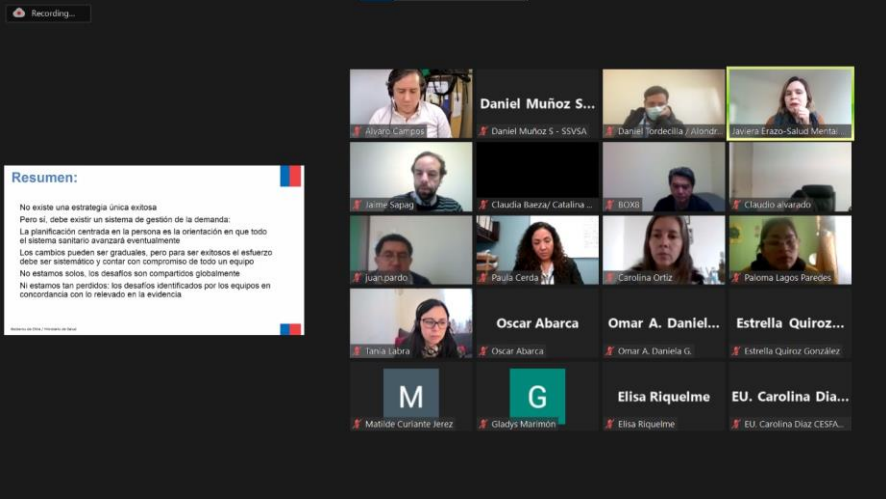 Recording...
Resumen:
No existe una estrategia única exitosa
Pero sí, debe existir un sistema de gestión de la demanda:
La planificación centrada en la persona es la orientación en que todo
el sistema sanitario avanzará eventualmente
Los cambios pueden ser graduales, pero para ser exitosos el esfuerzo
debe ser sistemático y contar con compromiso de todo un equipo
No estamos solos, los desafíos son compartidos globalmente
Ni estamos tan perdidos: los desafíos identificados por los equipos en
concordancia con lo relevado en la evidencia
Gobierno de Chile / Ministerio de Salud
Alvaro Campos
Daniel Muñoz S...
Daniel Muñoz S - SSVSA
Daniel Tordecilla / Alondr...
Javiera Erazo-Salud Mental ...
Jaime Sapag
Claudia Baeza/ Catalina ...
BOX8
Claudio alvarado
juan.pardo
Paula Cerda
Carolina Ortiz
Paloma Lagos Paredes
Tania Labra
Oscar Abarca
Oscar Abarca
Omar A. Daniel...
Omar A. Daniela G.
Estrella Quiroz...
Estrella Quiroz González
M
Matilde Curiante Jerez
G
Gladys Marimón
Elisa Riquelme
Elisa Riquelme
EU. Carolina Dia...
EU. Carolina Diaz CESFA...